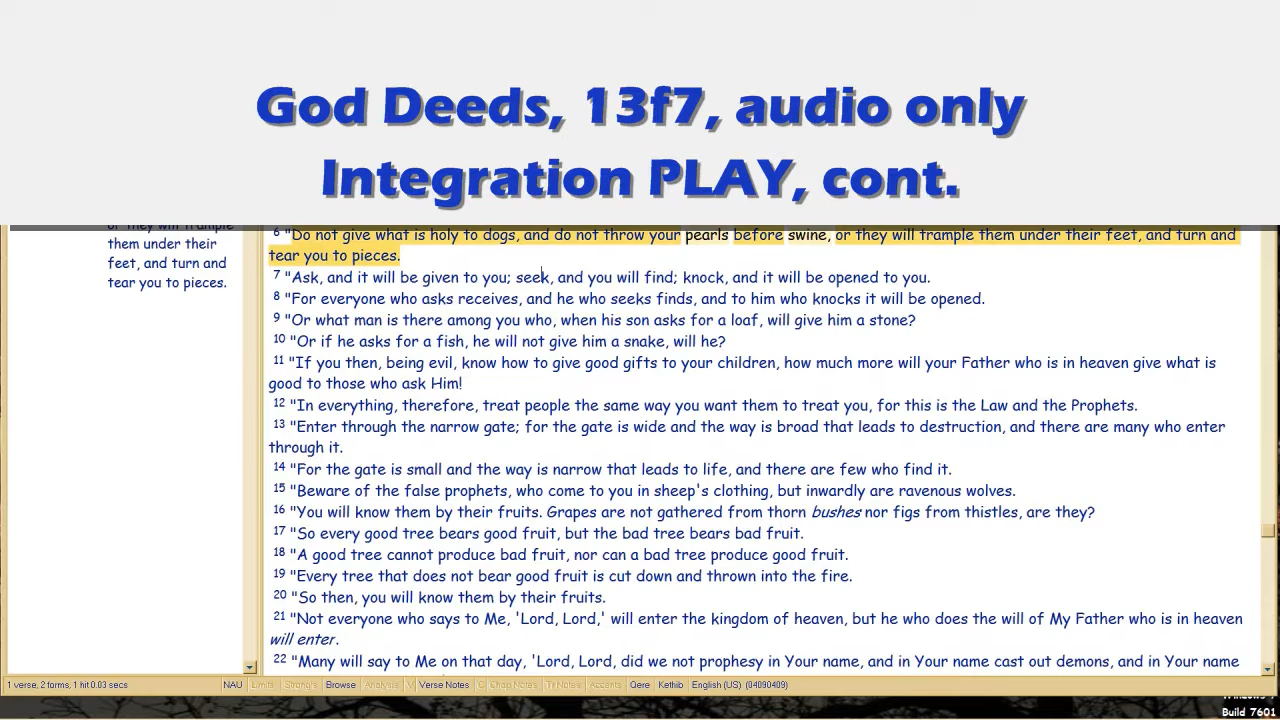 God Deeds, 13f7, audio only
Integration PLAY, cont.
or they will trample
them under their
feet, and turn and
tear you to pieces.
6 "Do not give what is holy to dogs, and do not throw your pearls before swine, or they will trample them under their feet, and turn and
tear you to pieces.
7 "Ask, and it will be given to you; seek, and you will find; knock, and it will be opened to you.
8 "For everyone who asks receives, and he who seeks finds, and to him who knocks it will be opened.
9 "Or what man is there among you who, when his son asks for a loaf, will give him a stone?
10 "Or if he asks for a fish, he will not give him a snake, will he?
11 "If you then, being evil, know how to give good gifts to your children, how much more will your Father who is in heaven give what is
good to those who ask Him!
12 "In everything, therefore, treat people the same way you want them to treat you, for this is the Law and the Prophets.
13 "Enter through the narrow gate; for the gate is wide and the way is broad that leads to destruction, and there are many who enter
through it.
14 "For the gate is small and the way is narrow that leads to life, and there are few who find it.
15 "Beware of the false prophets, who come to you in sheep's clothing, but inwardly are ravenous wolves.
16 "You will know them by their fruits. Grapes are not gathered from thorn bushes nor figs from thistles, are they?
17 "So every good tree bears good fruit, but the bad tree bears bad fruit.
18 "A good tree cannot produce bad fruit, nor can a bad tree produce good fruit.
19 "Every tree that does not bear good fruit is cut down and thrown into the fire.
20 "So then, you will know them by their fruits.
21 "Not everyone who says to Me, 'Lord, Lord,' will enter the kingdom of heaven, but he who does the will of My Father who is in heaven
will enter.
22 "Many will say to Me on that day, 'Lord, Lord, did we not prophesy in Your name, and in Your name cast out demons, and in Your name
1 verse, 2 forms, 1 hit 0.03 secs NAU Limits Strong's Browse Analysis V Verse Notes C Chap Notes Tr Notes Accents Qere Kethib English (US) (04090409)
Windows 7
Build 7601